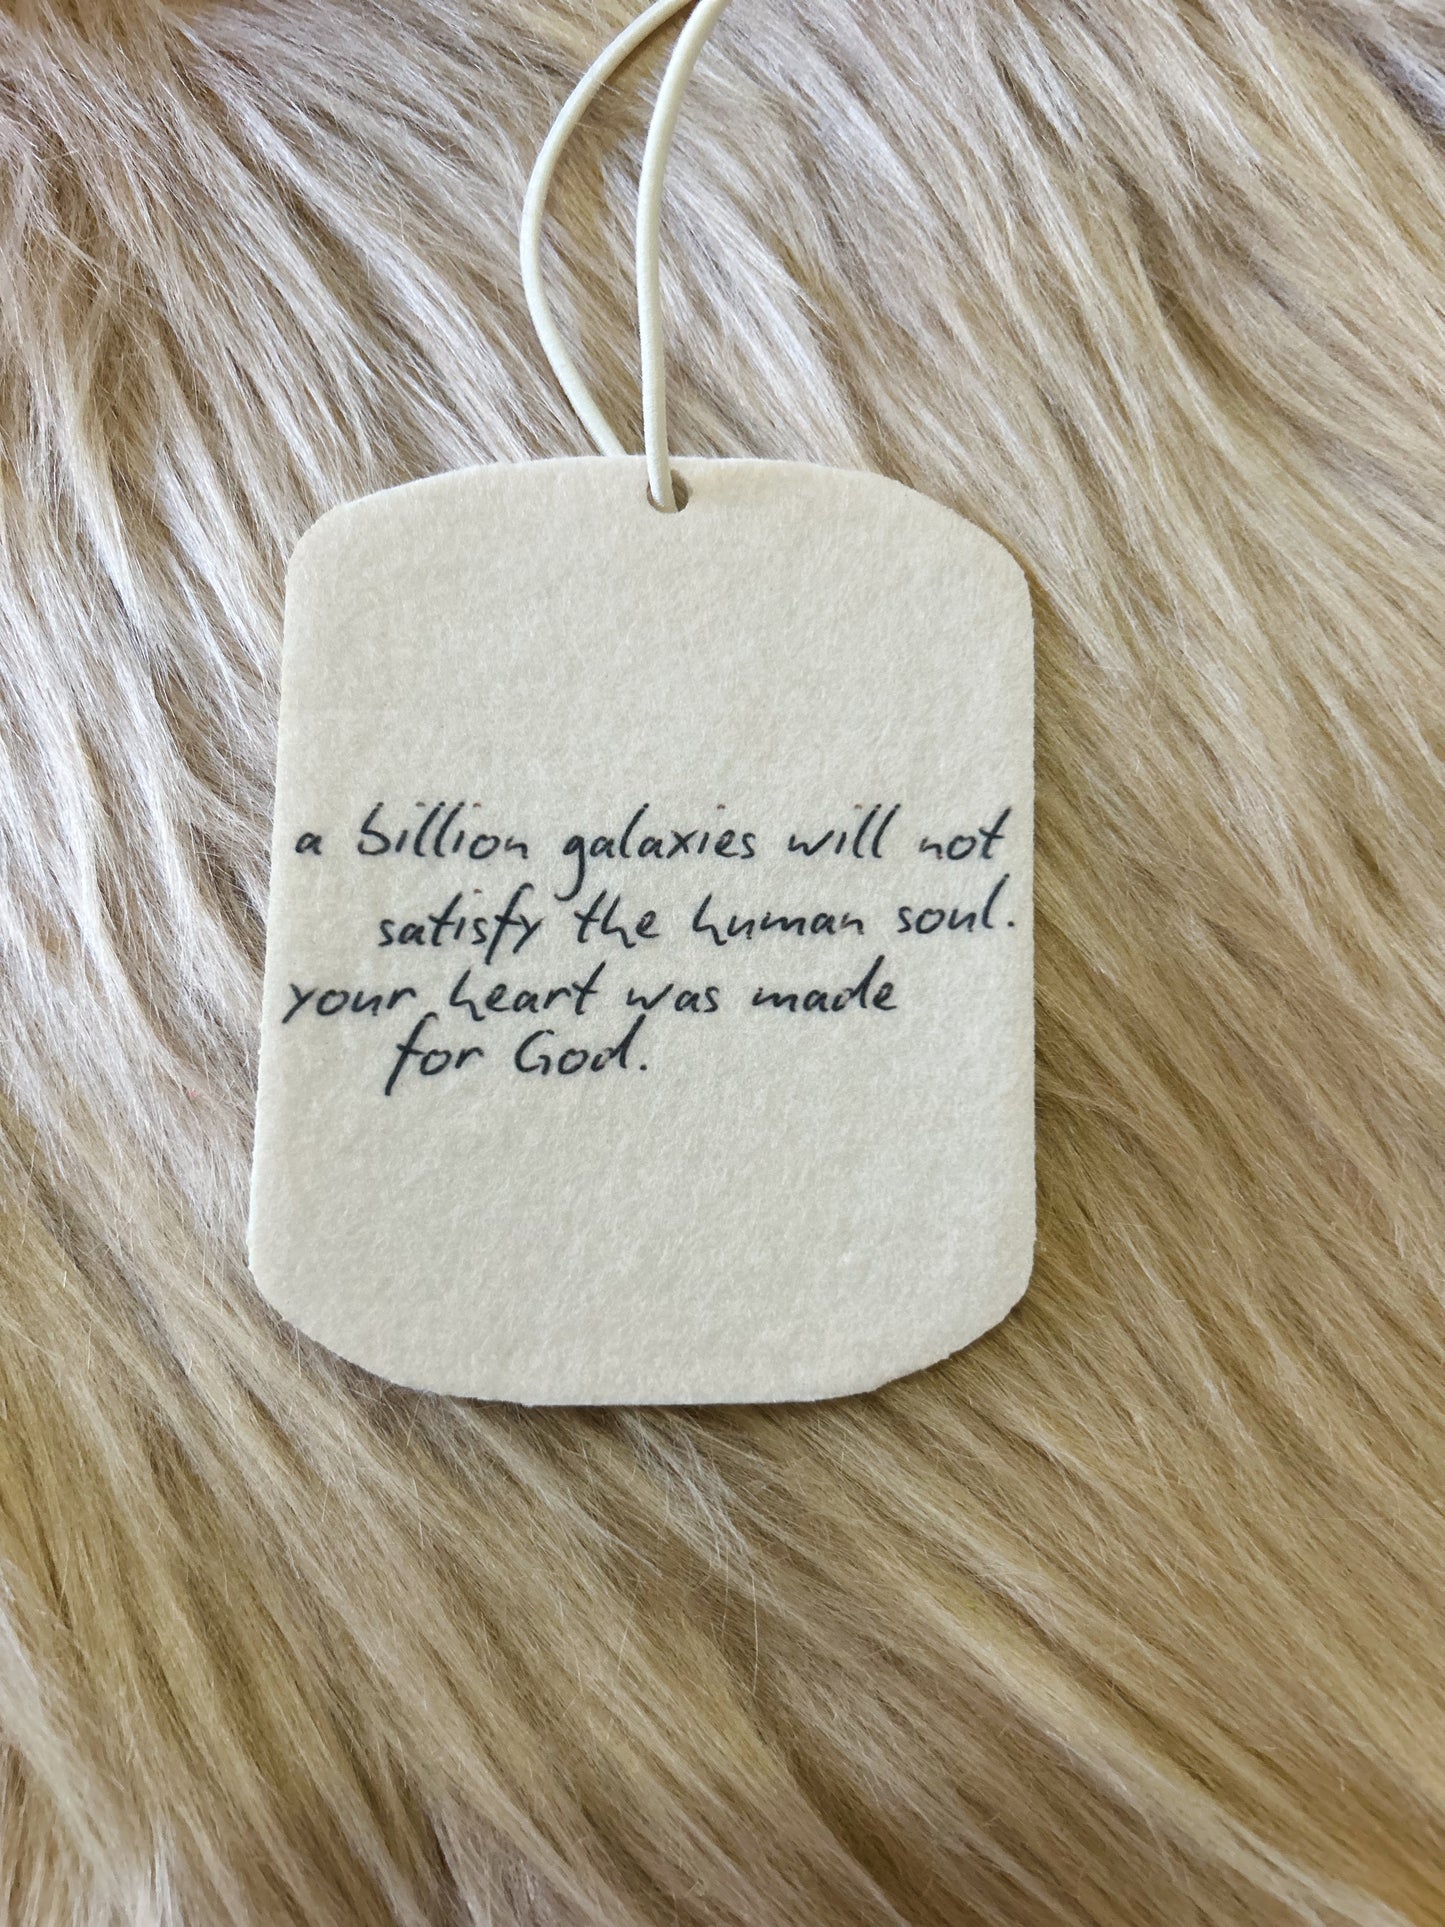 a billion galaxies will not
satisfy the human soul.
your heart was made
for God.